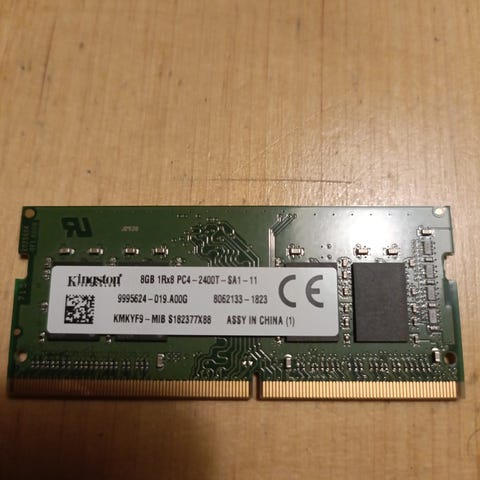 J2926
Kingston
8GB 1Rx8 PC4-2400T-SA1-11
9995624-019.A00G 8062133-1823
KMKYF9-MIB S182377X88 ASSY IN CHINA (1)
CE